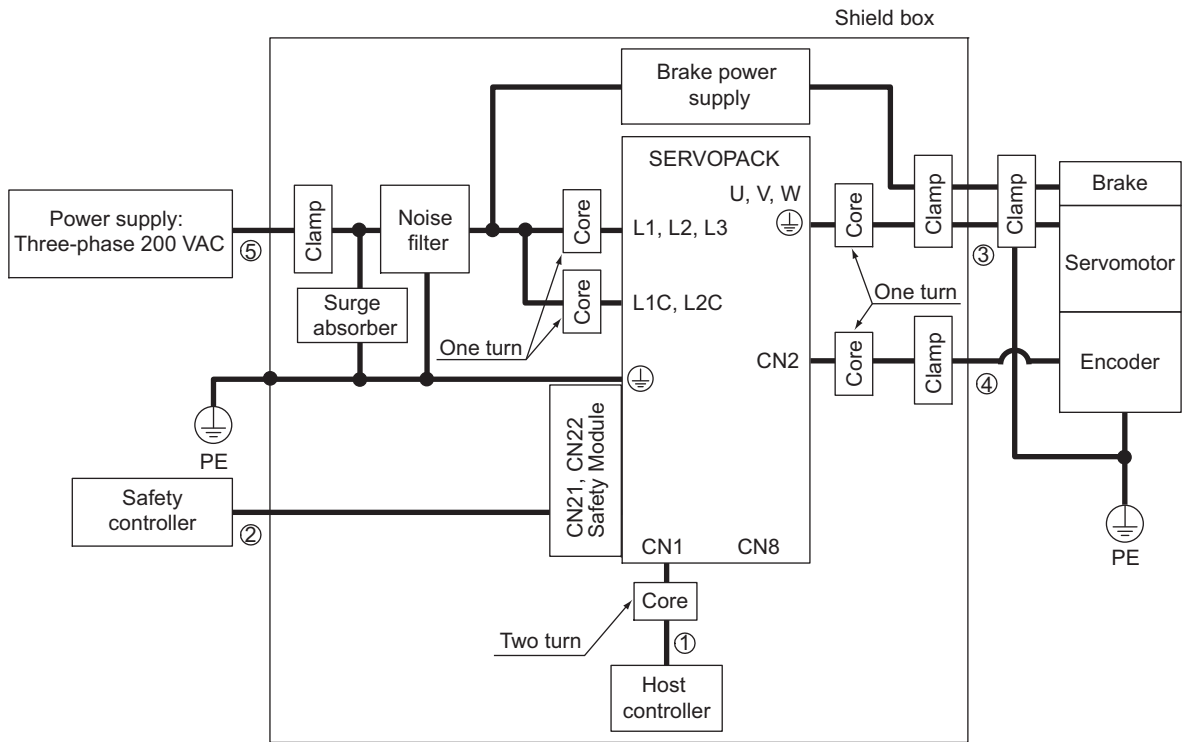 Shield box
Brake power
supply
SERVOPACK
U, V, W
Power supply:
Three-phase 200 VAC
⑤
Clamp
Noise
filter
Core
L1, L2, L3
Core
Clamp
Clamp
Brake
③
Servomotor
Surge
absorber
Core
L1C, L2C
One turn
One turn
CN2
Core
Clamp
④
Encoder
PE
CN21, CN22
Safety Module
Safety
controller
②
PE
CN1
CN8
Core
Two turn
①
Host
controller